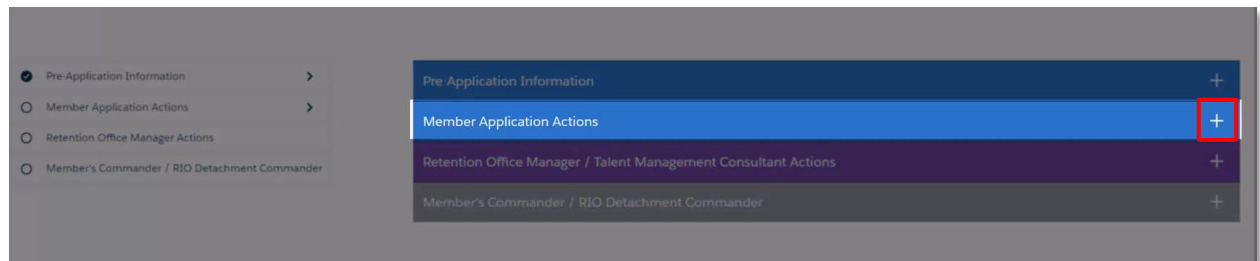 Pre-Application Information
Member Application Actions
Retention Office Manager Actions
Member's Commander / RIO Detachment Commander
Pre-Application Information
Member Application Actions
Retention Office Manager / Talent Management Consultant Actions
Member's Commander / RIO Detachment Commander